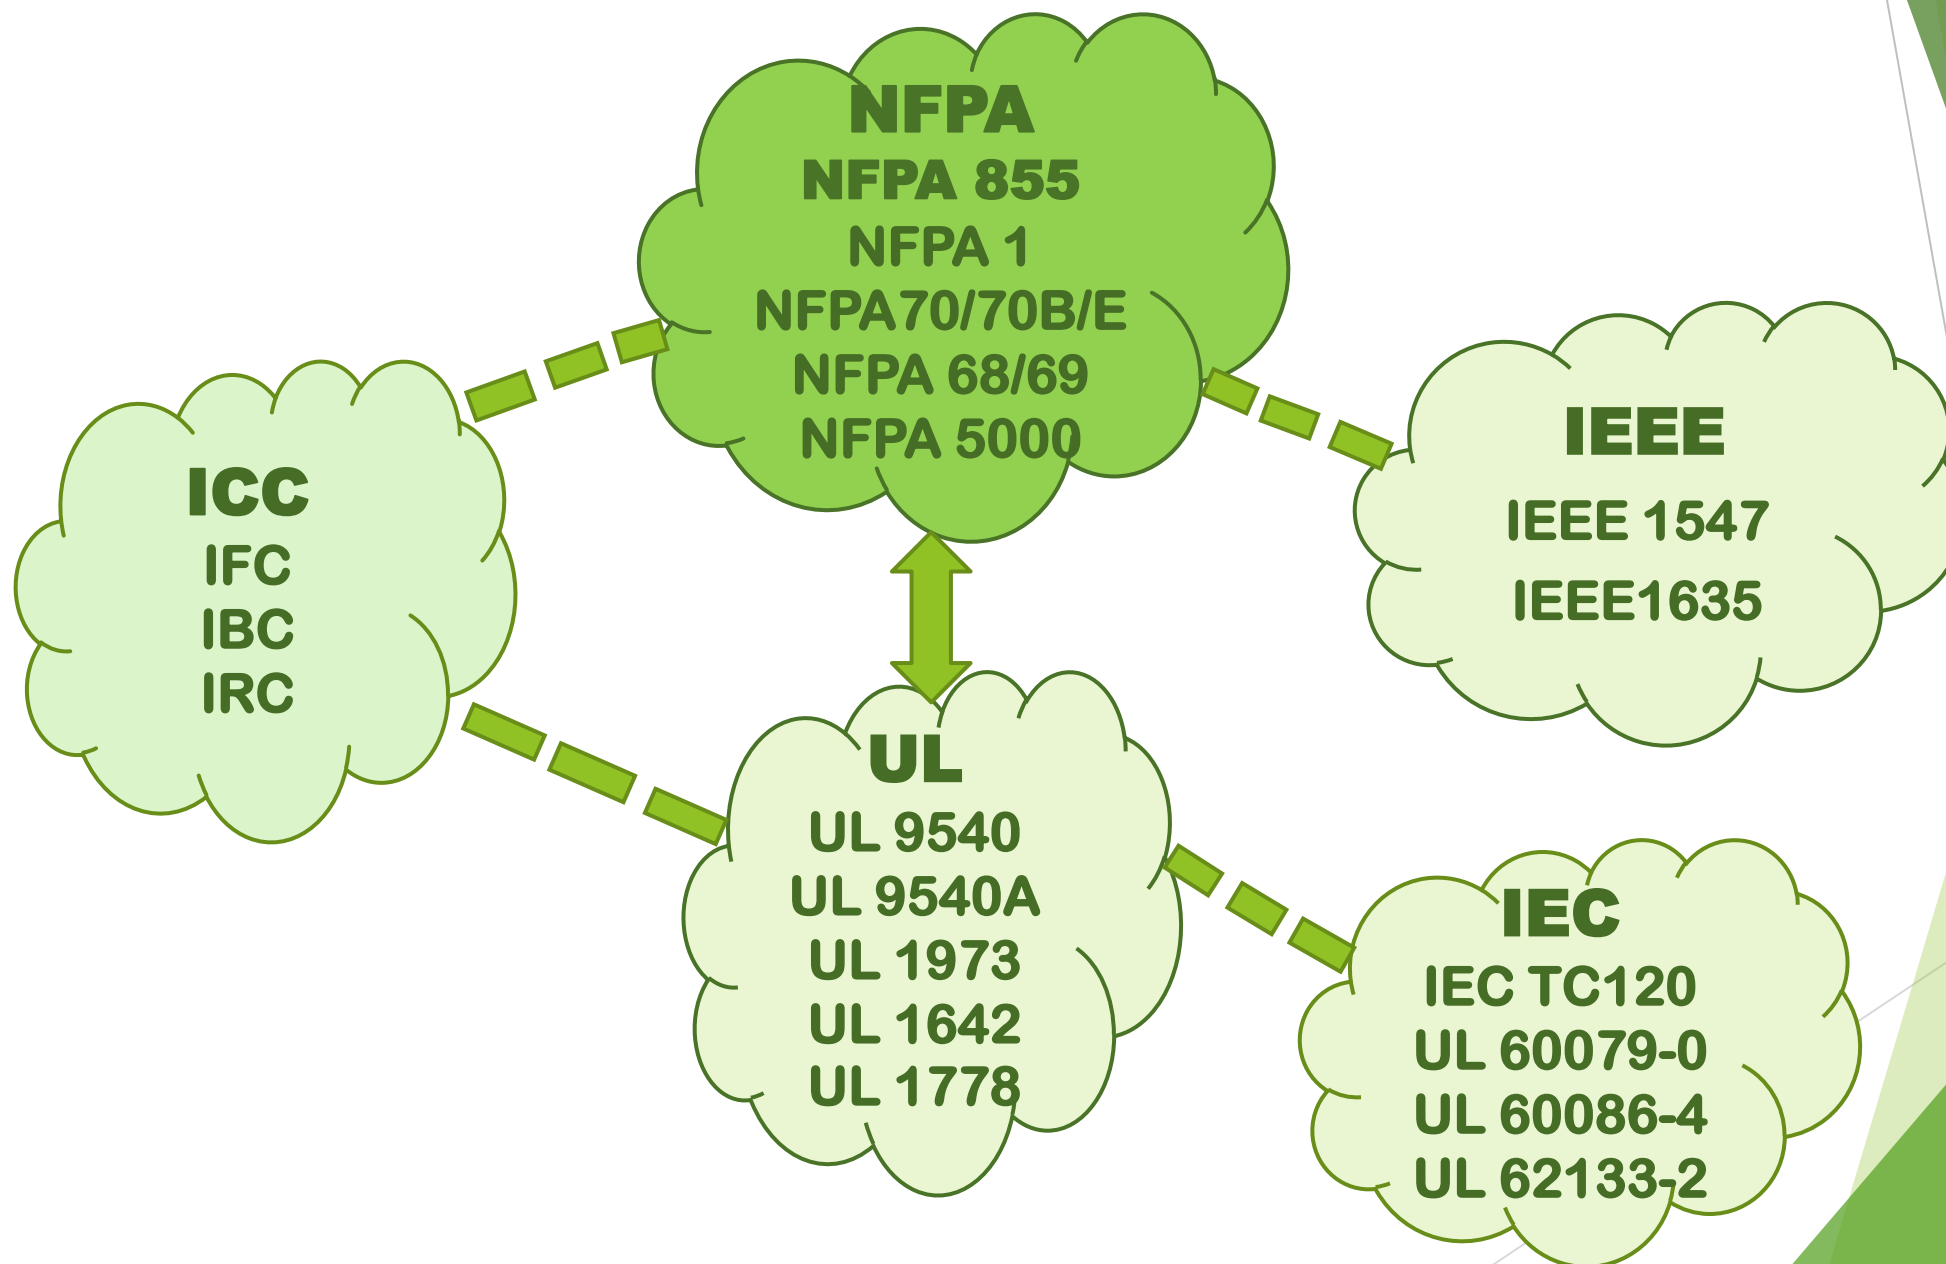 NFPA
NFPA 855
NFPA 1
NFPA70/70B/E
NFPA 68/69
NFPA 5000
ICC
IFC
IBC
IRC
IEEE
IEEE 1547
IEEE1635
UL
UL 9540
UL 9540A
UL 1973
UL 1642
UL 1778
IEC
IEC TC120
UL 60079-0
UL 60086-4
UL 62133-2